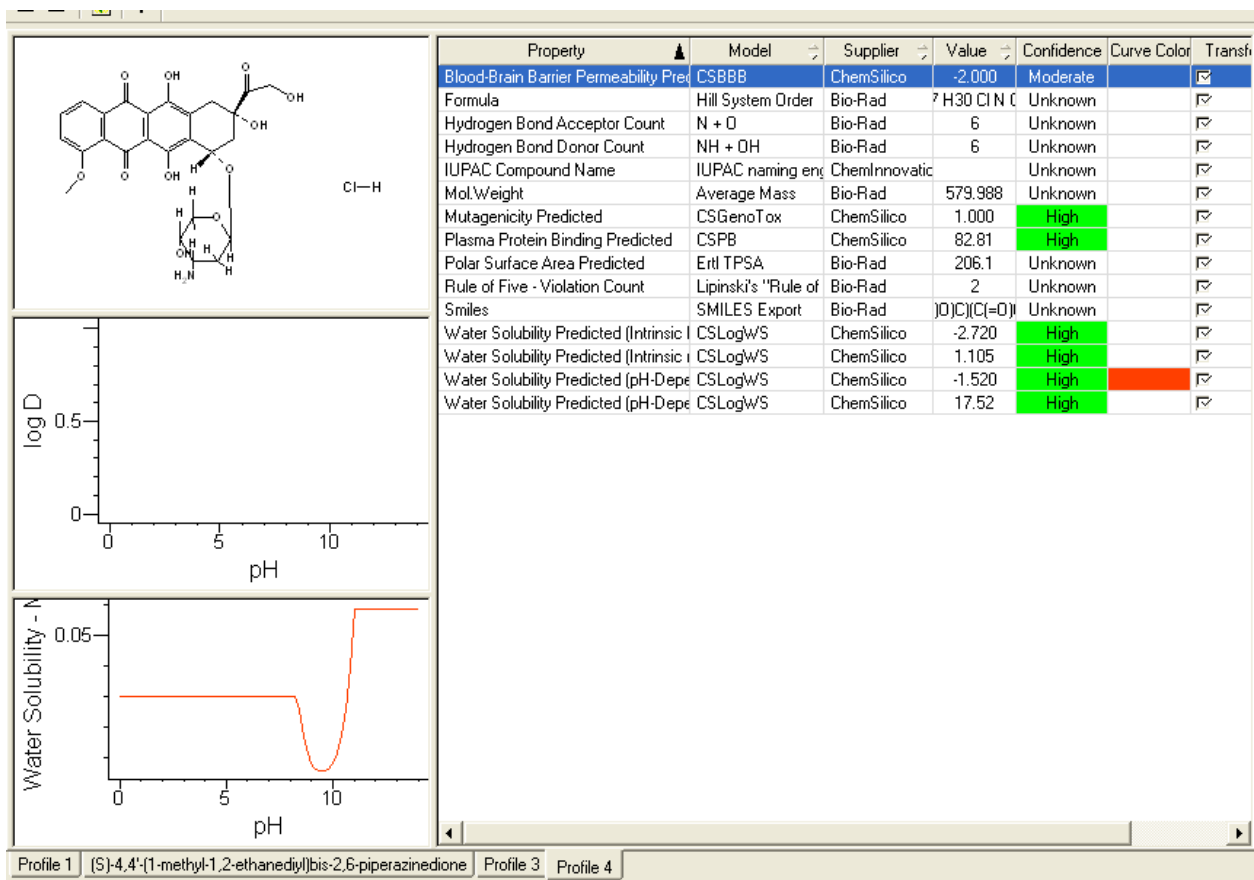 O OH O OH
OH
O O OH H O
Cl—H
H
H O
H H H
OH
H₂N H
log D
0.5
0
0 5 10
pH
Water Solubility -
0.05
0 5 10
pH
Property Model Supplier Value Confidence Curve Color Transf
Blood-Brain Barrier Permeability Pred CSBBB ChemSilico -2.000 Moderate
Formula Hill System Order Bio-Rad 7 H30 Cl N O Unknown
Hydrogen Bond Acceptor Count N + O Bio-Rad 6 Unknown
Hydrogen Bond Donor Count NH + OH Bio-Rad 6 Unknown
IUPAC Compound Name IUPAC naming eng ChemInnovatic Unknown
Mol.Weight Average Mass Bio-Rad 579.988 Unknown
Mutagenicity Predicted CSGenoTox ChemSilico 1.000 High
Plasma Protein Binding Predicted CSPB ChemSilico 82.81 High
Polar Surface Area Predicted Ertl TPSA Bio-Rad 206.1 Unknown
Rule of Five - Violation Count Lipinski's "Rule of Bio-Rad 2 Unknown
Smiles SMILES Export Bio-Rad )O)C)(C(=O)( Unknown
Water Solubility Predicted (Intrinsic CSLogWS ChemSilico -2.720 High
Water Solubility Predicted (Intrinsic CSLogWS ChemSilico 1.105 High
Water Solubility Predicted (pH-Depe CSLogWS ChemSilico -1.520 High
Water Solubility Predicted (pH-Depe CSLogWS ChemSilico 17.52 High
Profile 1 (S)-4,4'-(1-methyl-1,2-ethanediyl)bis-2,6-piperazinedione Profile 3 Profile 4